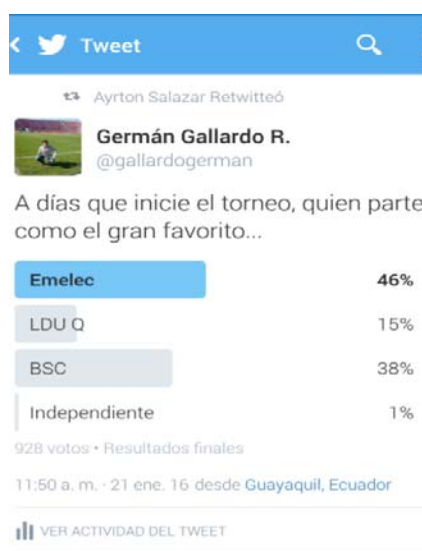 Tweet
Ayrton Salazar Retwitteó
Germán Gallardo R.
@gallardogerman
A días que inicie el torneo, quien parte
como el gran favorito...
Emelec 46%
LDU Q 15%
BSC 38%
Independiente 1%
928 votos • Resultados finales
11:50 a. m. · 21 ene. 16 desde Guayaquil, Ecuador
VER ACTIVIDAD DEL TWEET